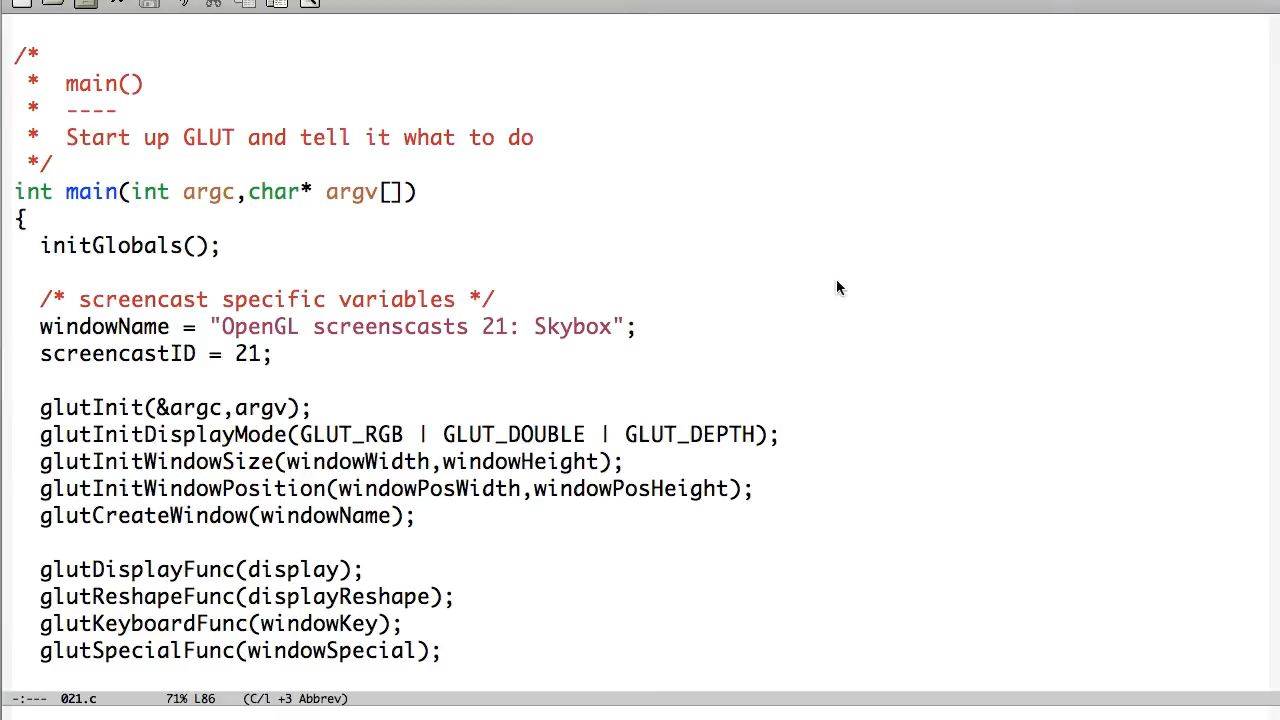 /*
 *  main()
 *  ----
 *  Start up GLUT and tell it what to do
 */
int main(int argc,char* argv[])
{
  initGlobals();
  /* screencast specific variables */
  windowName = "OpenGL screenscasts 21: Skybox";
  screencastID = 21;
  glutInit(&argc,argv);
  glutInitDisplayMode(GLUT_RGB | GLUT_DOUBLE | GLUT_DEPTH);
  glutInitWindowSize(windowWidth,windowHeight);
  glutInitWindowPosition(windowPosWidth,windowPosHeight);
  glutCreateWindow(windowName);
  glutDisplayFunc(display);
  glutReshapeFunc(displayReshape);
  glutKeyboardFunc(windowKey);
  glutSpecialFunc(windowSpecial);
-:--- 021.c 71% L86 (C/l +3 Abbrev)